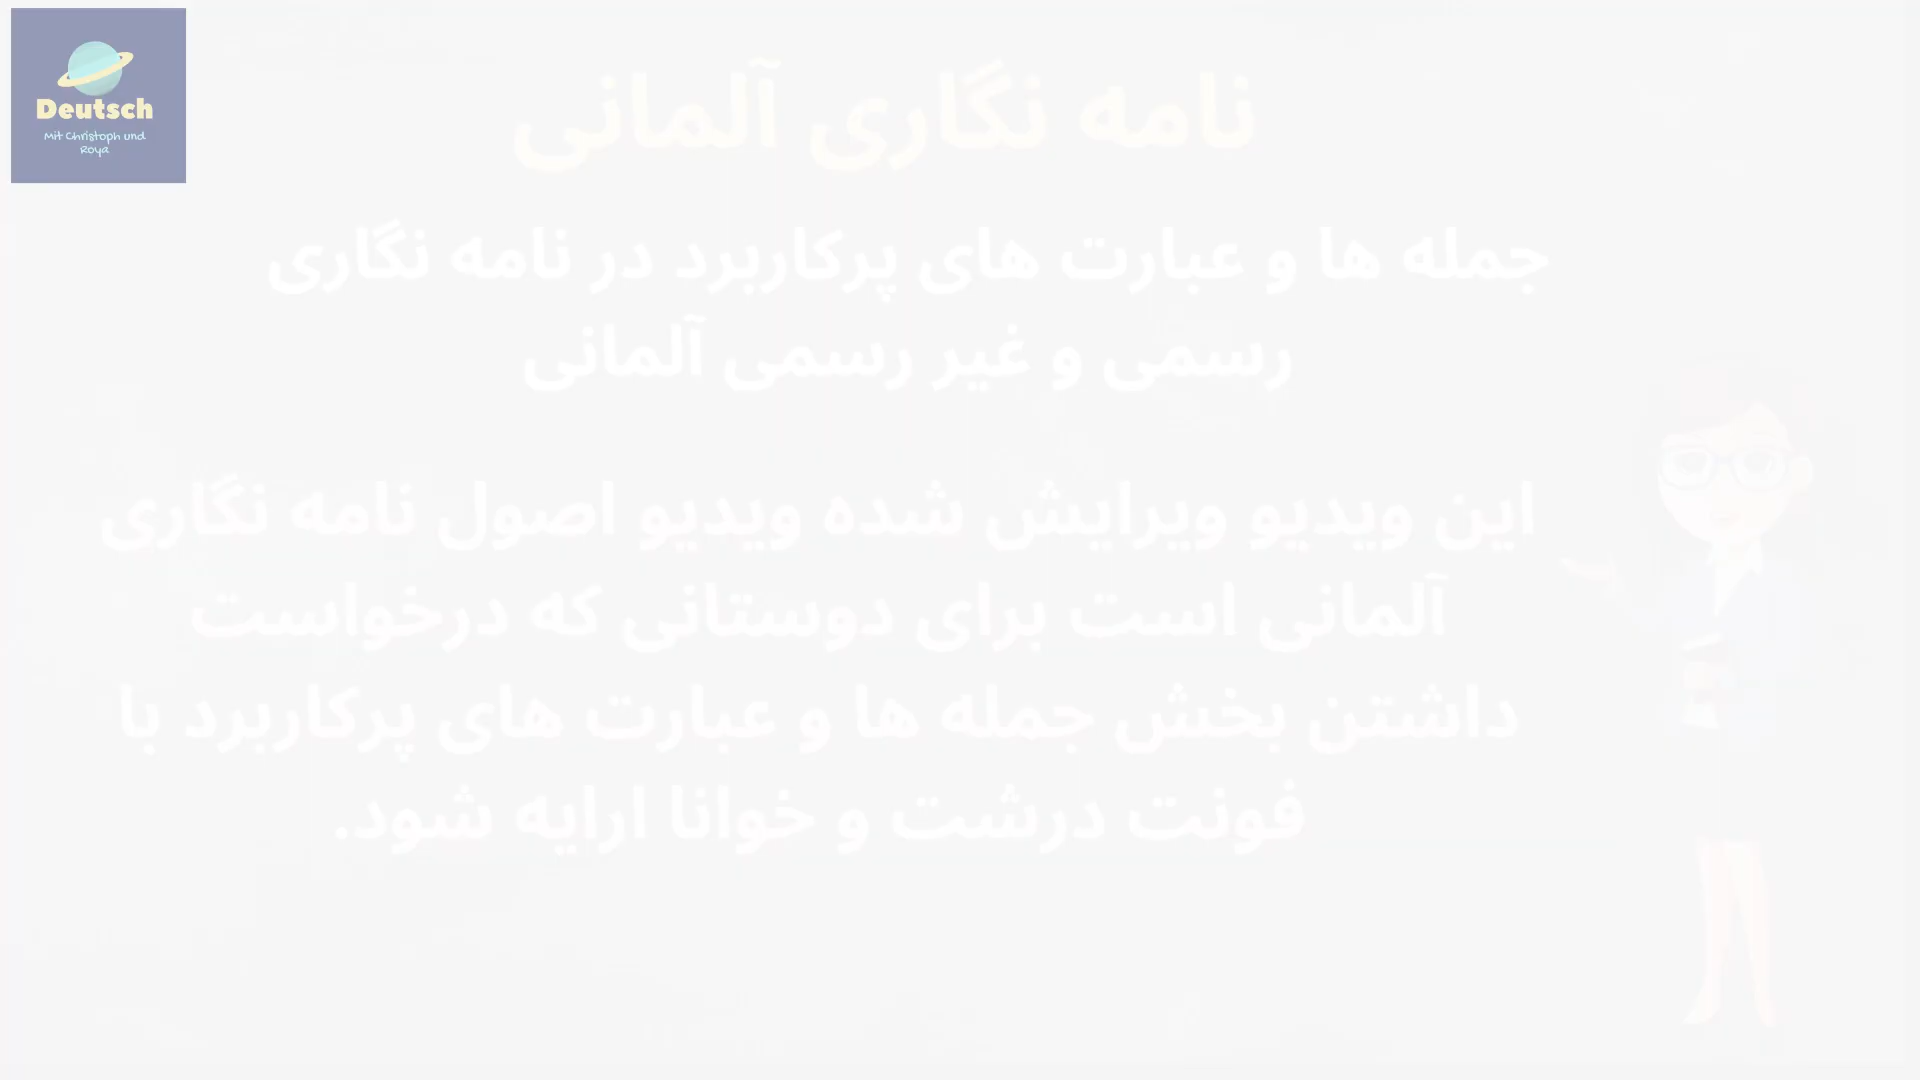 Deutsch
Mit Christoph und
Roya
نامه نگاری آلمانی
جمله ها و عبارت های پرکاربرد در نامه نگاری
رسمی و غیر رسمی آلمانی
این ویدیو ویرایش شده ویدیو اصول نامه نگاری
آلمانی است برای دوستانی که درخواست
داشتن بخش جمله ها و عبارت های پرکاربرد با
فونت درشت و خوانا ارایه شود.